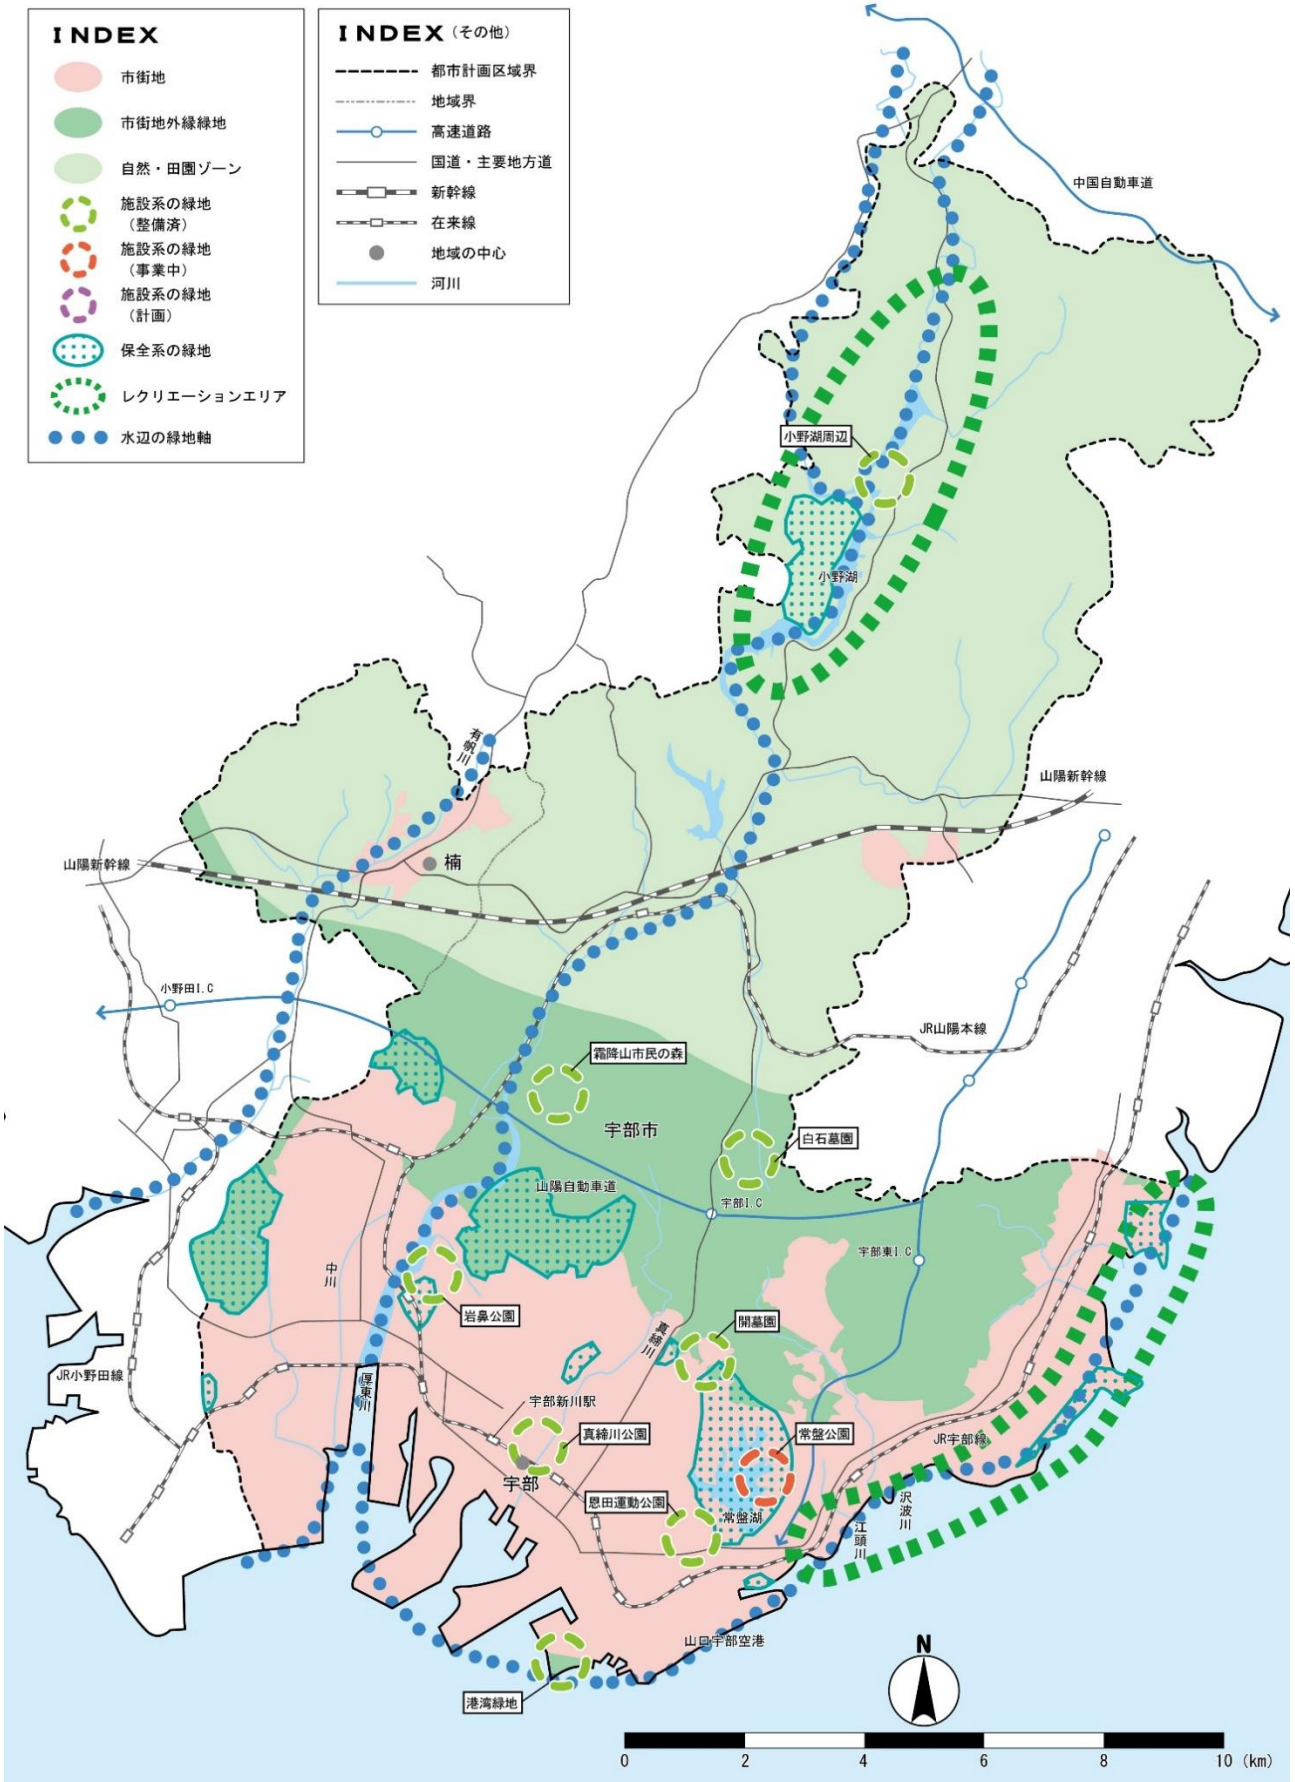 INDEX
市街地
市街地外縁緑地
自然・田園ゾーン
施設系の緑地
（整備済）
施設系の緑地
（事業中）
施設系の緑地
（計画）
保全系の緑地
レクリエーションエリア
水辺の緑地軸
INDEX（その他）
都市計画区域界
地域界
高速道路
国道・主要地方道
新幹線
在来線
地域の中心
河川
中国自動車道
小野湖周辺
小野湖
有帆川
山陽新幹線
山陽新幹線
楠
小野田I.C
JR山陽本線
霜降山市民の森
宇部市
白石墓園
山陽自動車道
宇部I.C
宇部東I.C
中川
岩鼻公園
開墓園
真締川
JR小野田線
厚東川
宇部新川駅
真締川公園
常盤公園
JR宇部線
宇部
恩田運動公園
常盤湖
沢波川
江頭川
山口宇部空港
港湾緑地
N
0 2 4 6 8 10 (km)